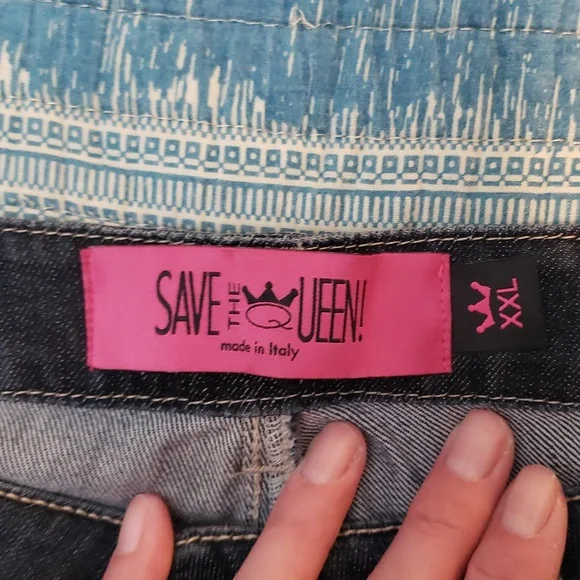 SAVE THE QUEEN!
made in Italy
XXL